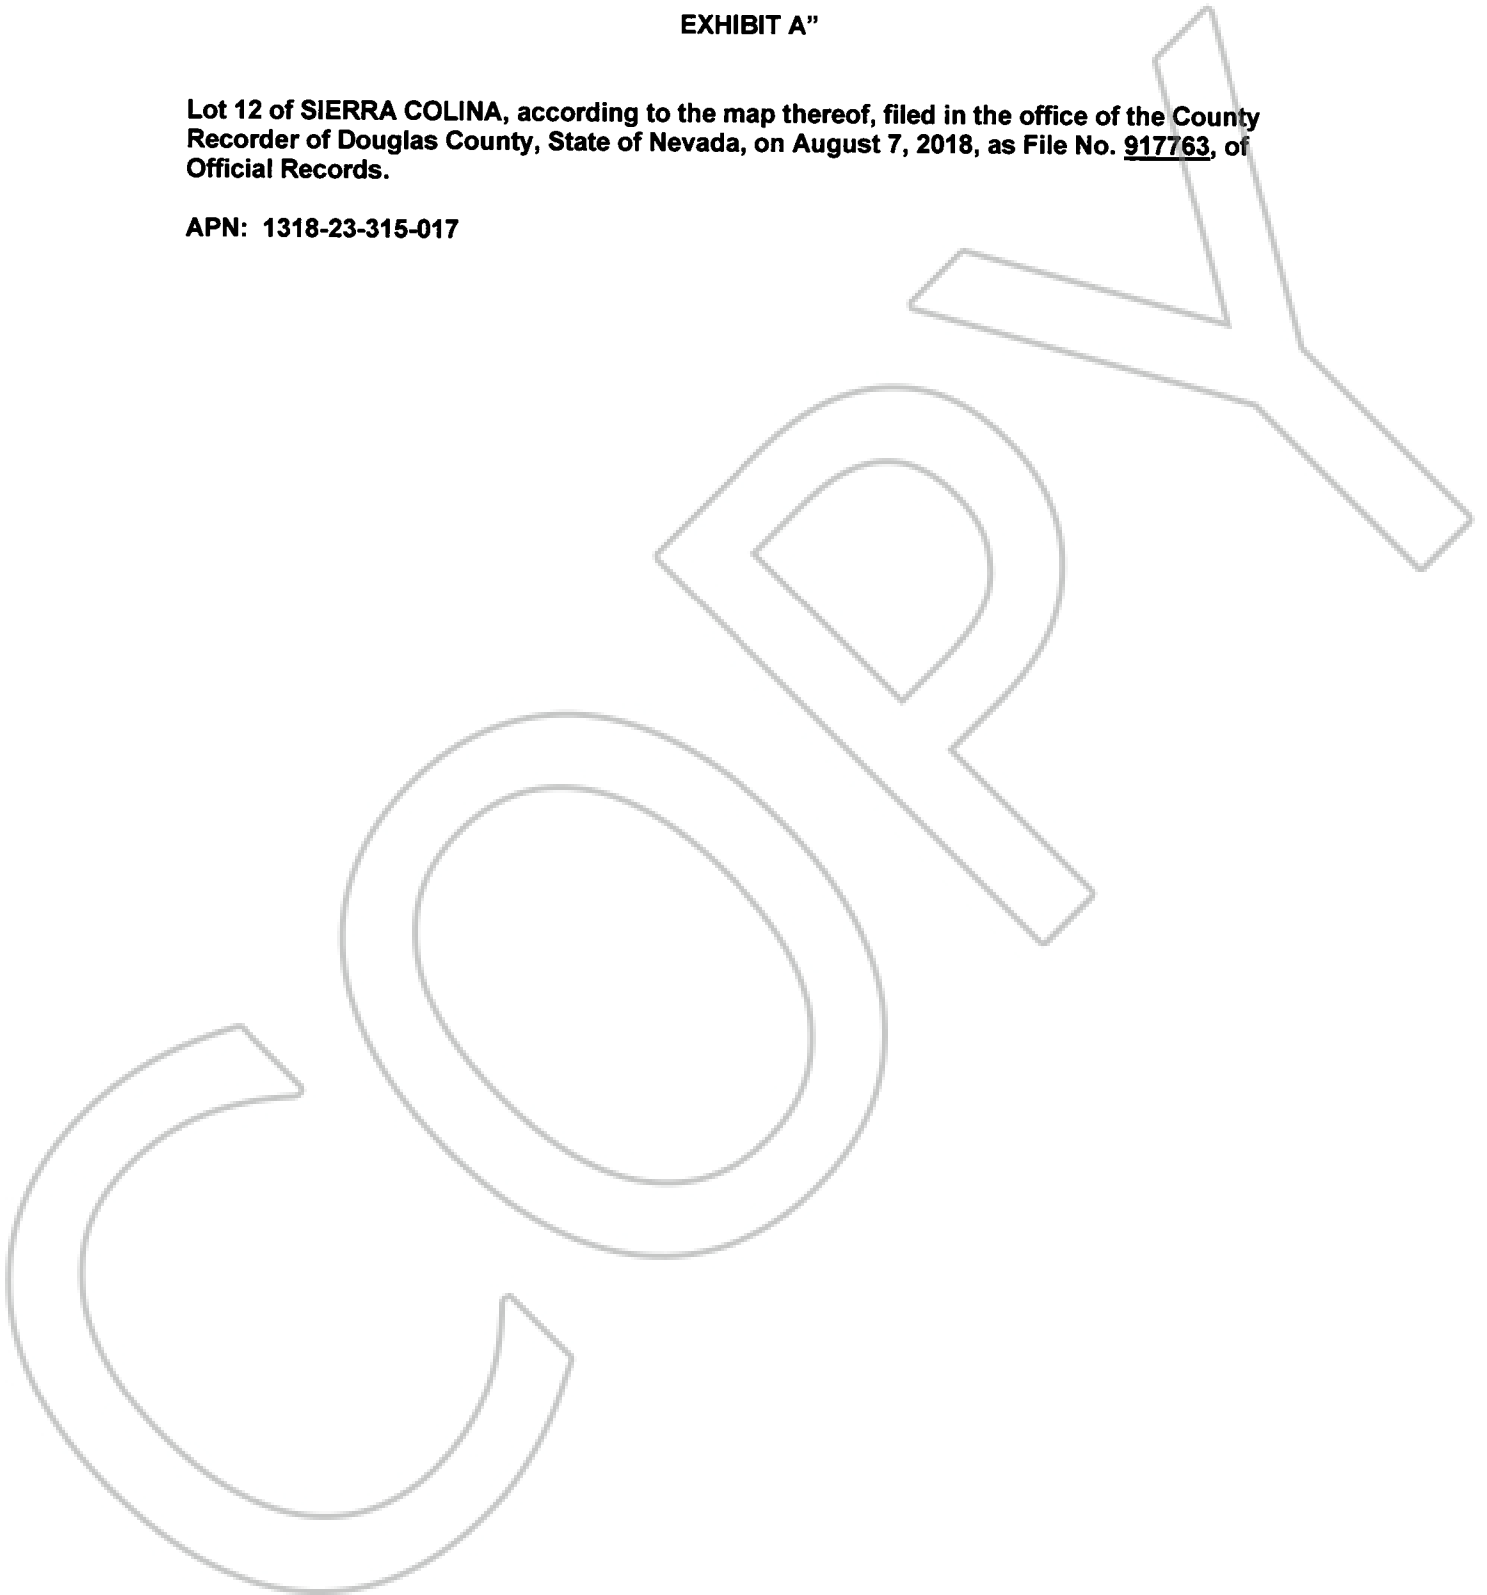 EXHIBIT A”
Lot 12 of SIERRA COLINA, according to the map thereof, filed in the office of the County
Recorder of Douglas County, State of Nevada, on August 7, 2018, as File No. 917763, of
Official Records.
APN: 1318-23-315-017
COPY